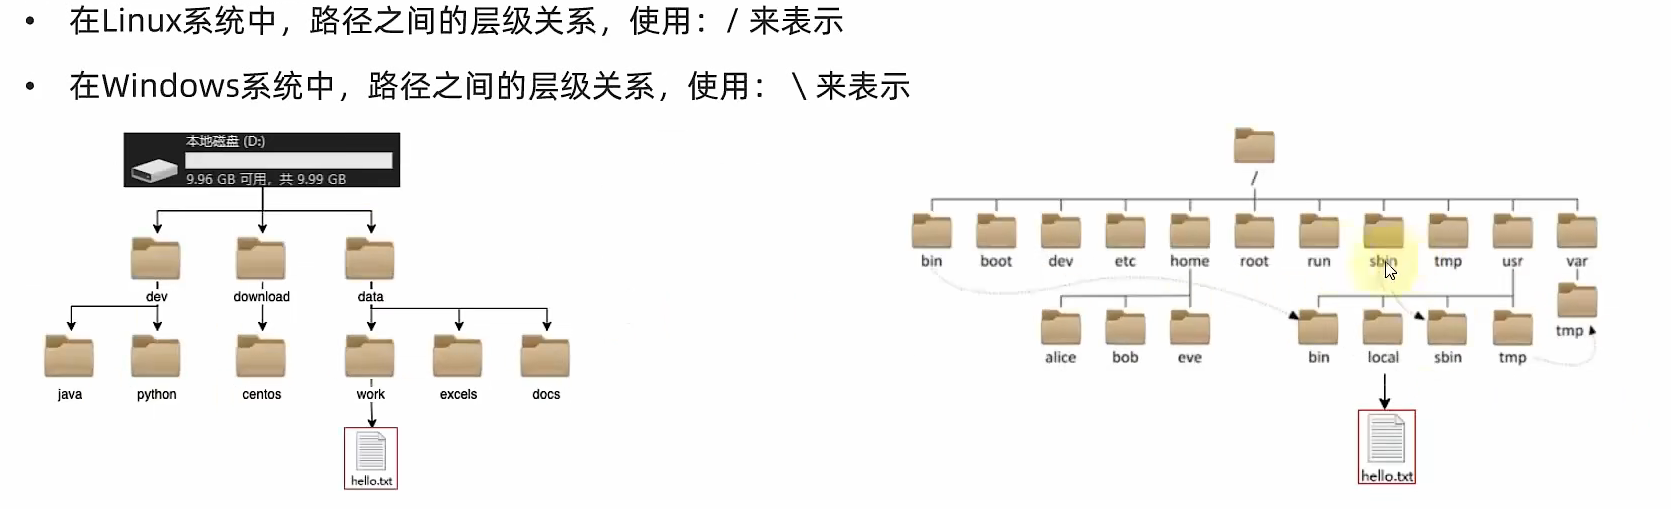 • 在Linux系统中，路径之间的层级关系，使用：/ 来表示
• 在Windows系统中，路径之间的层级关系，使用： \ 来表示
本地磁盘 (D:)
9.96 GB 可用，共 9.99 GB
dev download data
java python centos work excels docs
hello.txt
/
bin boot dev etc home root run sbin tmp usr var
alice bob eve bin local sbin tmp
tmp
hello.txt